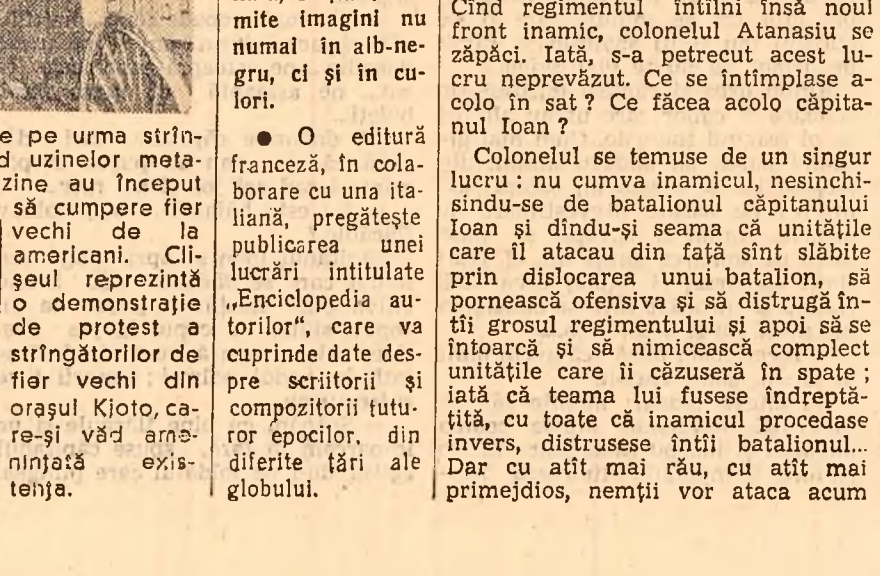 e pe urma strîn-
uzinelor meta-
zine au început
să cumpere fier
vechi de la
americani. Cli-
șeul reprezintă
o demonstrație
de protest a
strîngătorilor de
fier vechi din
orașul Kioto, ca-
re-și văd ame-
nințată exis-
tența.
mite imagini nu
numai în alb-ne-
gru, ci și în cu-
lori.
● O editură
franceză, în cola-
borare cu una ita-
liană, pregătește
publicarea unei
lucrări intitulate
„Enciclopedia au-
torilor“, care va
cuprinde date des-
pre scriitorii și
compozitorii tutu-
ror epocilor, din
diferite țări ale
globului.
Cînd regimentul întîlni însă noul
front inamic, colonelul Atanasiu se
zăpăci. Iată, s-a petrecut acest lu-
cru neprevăzut. Ce se întîmplase a-
colo în sat ? Ce făcea acolo căpita-
nul Ioan ?
Colonelul se temuse de un singur
lucru : nu cumva inamicul, nesinchi-
sindu-se de batalionul căpitanului
Ioan și dîndu-și seama că unitățile
care îl atacau din față sînt slăbite
prin dislocarea unui batalion, să
pornească ofensiva și să distrugă în-
tîi grosul regimentului și apoi să se
întoarcă și să nimicească complect
unitățile care îi căzuseră în spate ;
iată că teama lui fusese îndreptă-
țită, cu toate că inamicul procedase
invers, distrusese întîi batalionul...
Dar cu atît mai rău, cu atît mai
primejdios, nemții vor ataca acum